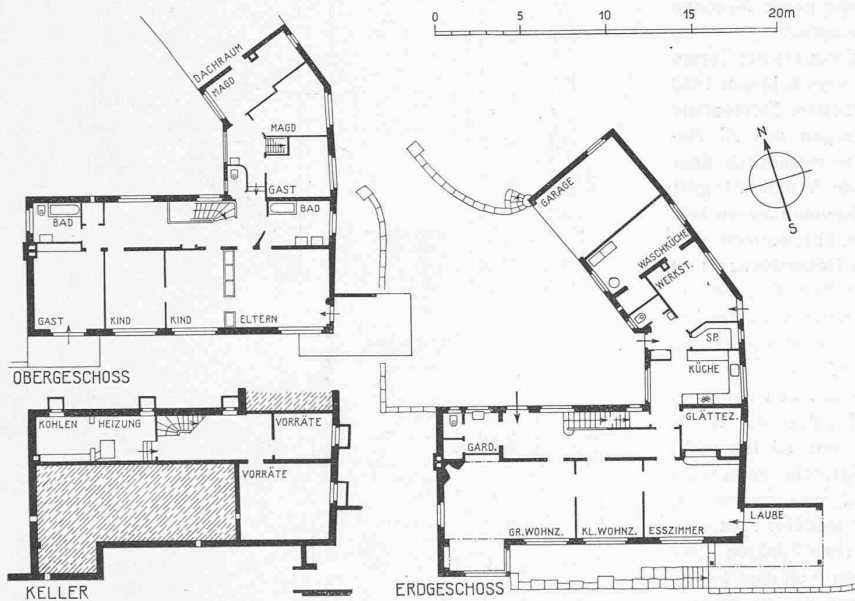 0 5 10 15 20m
DACHRAUM
MAGD
MAGD
GAST
BAD
BAD
GAST
KIND
KIND
ELTERN
OBERGESCHOSS
KOHLEN
HEIZUNG
VORRÄTE
VORRÄTE
KELLER
N
S
GARAGE
WASCHKÜCHE
WERKST.
SP.
KÜCHE
GLÄTTEZ.
GARD.
GR. WOHNZ.
KL. WOHNZ.
ESSZIMMER
LAUBE
ERDGESCHOSS